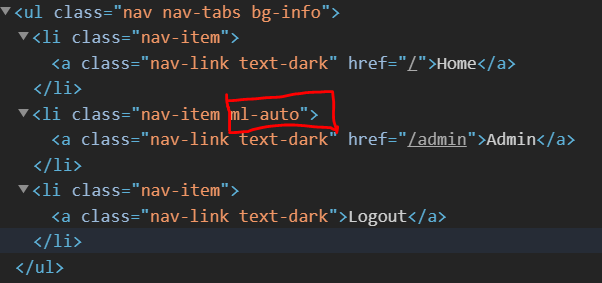 <ul class="nav nav-tabs bg-info">
<li class="nav-item">
<a class="nav-link text-dark" href="/">Home</a>
</li>
<li class="nav-item ml-auto">
<a class="nav-link text-dark" href="/admin">Admin</a>
</li>
<li class="nav-item">
<a class="nav-link text-dark">Logout</a>
</li>
</ul>